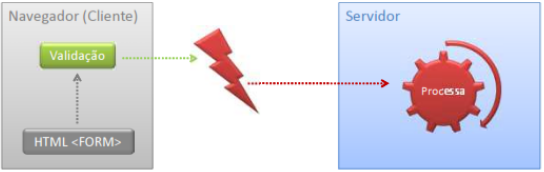 Navegador (Cliente)
Validação
HTML <FORM>
Servidor
Processa